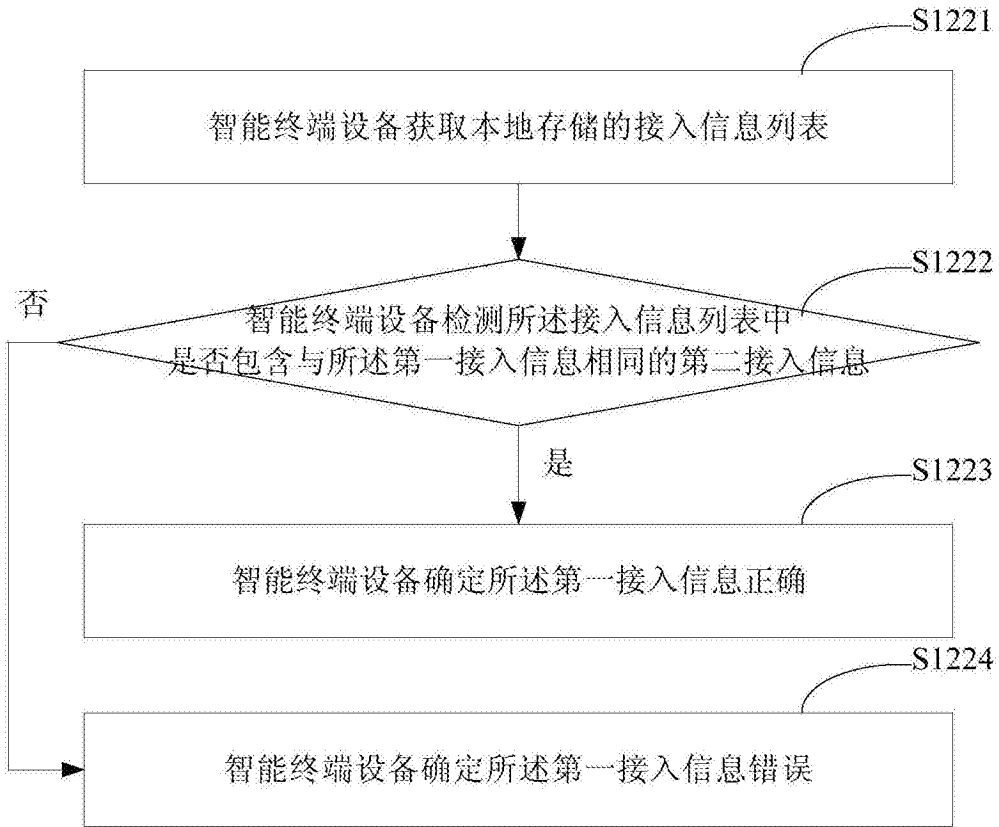 S1221
智能终端设备获取本地存储的接入信息列表
S1222
否
智能终端设备检测所述接入信息列表中
是否包含与所述第一接入信息相同的第二接入信息
是
S1223
智能终端设备确定所述第一接入信息正确
S1224
智能终端设备确定所述第一接入信息错误